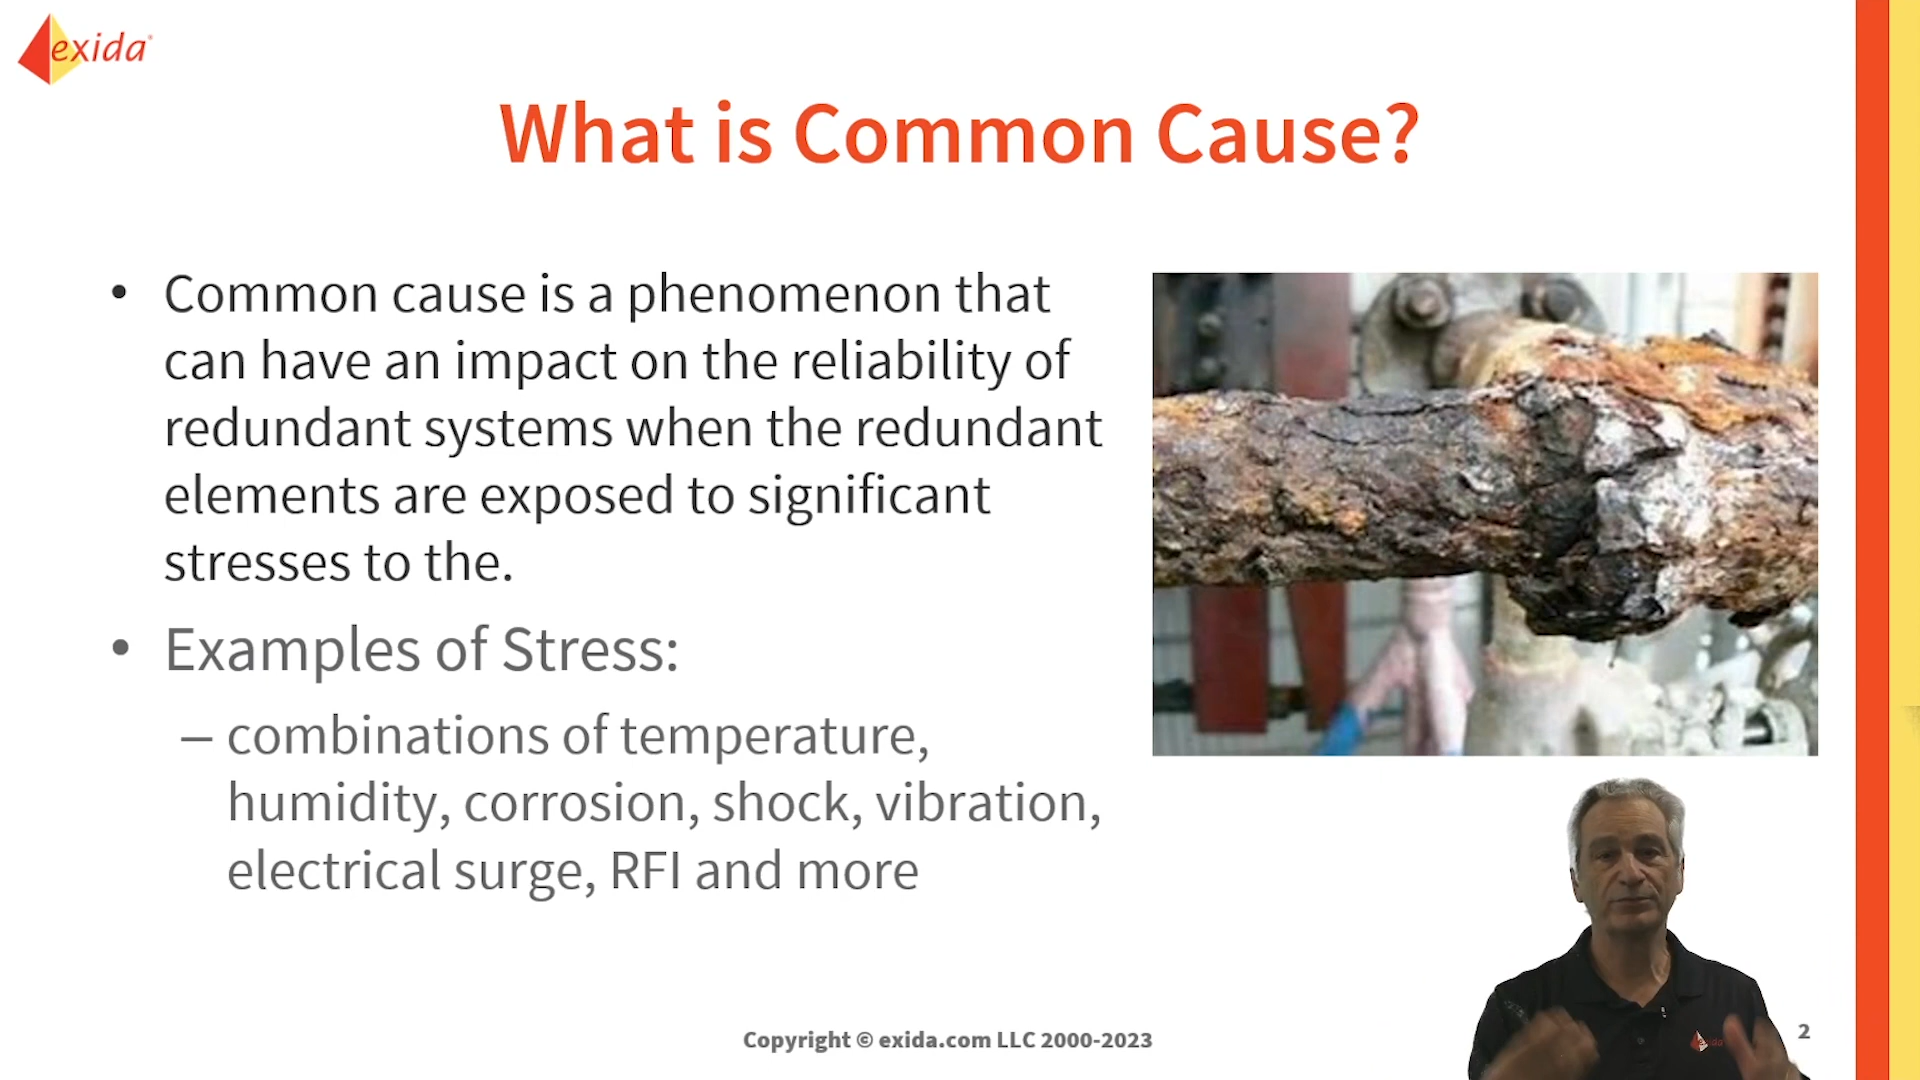 exida
What is Common Cause?
• Common cause is a phenomenon that
can have an impact on the reliability of
redundant systems when the redundant
elements are exposed to significant
stresses to the.
• Examples of Stress:
– combinations of temperature,
humidity, corrosion, shock, vibration,
electrical surge, RFI and more
Copyright © exida.com LLC 2000-2023
2
exida